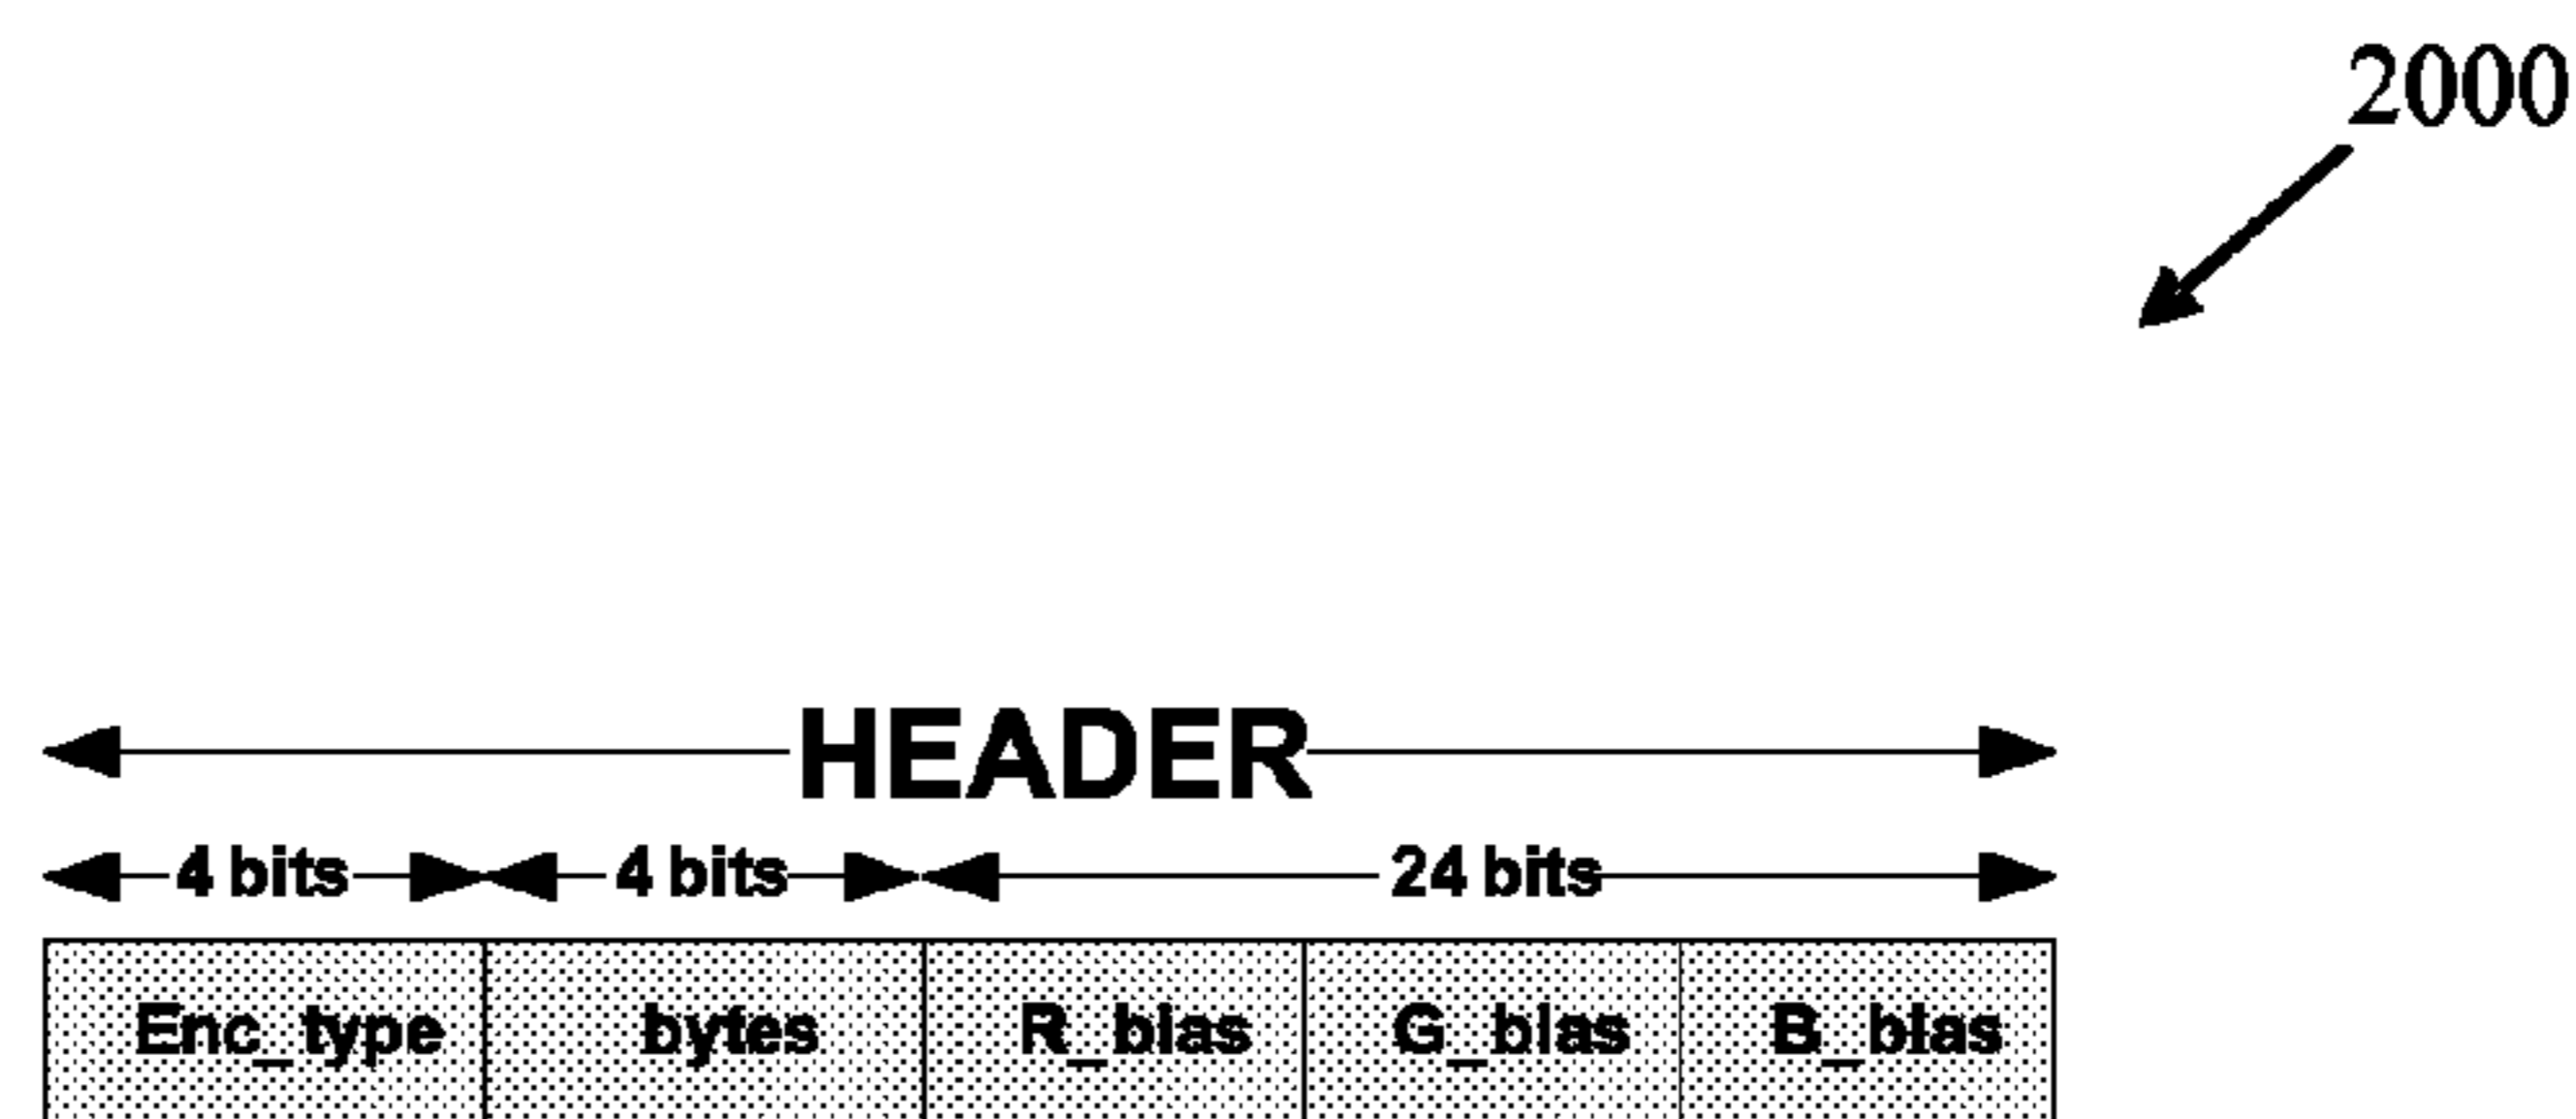 2000
HEADER
4 bits 4 bits 24 bits
Enc_type bytes R_bias G_bias B_bias